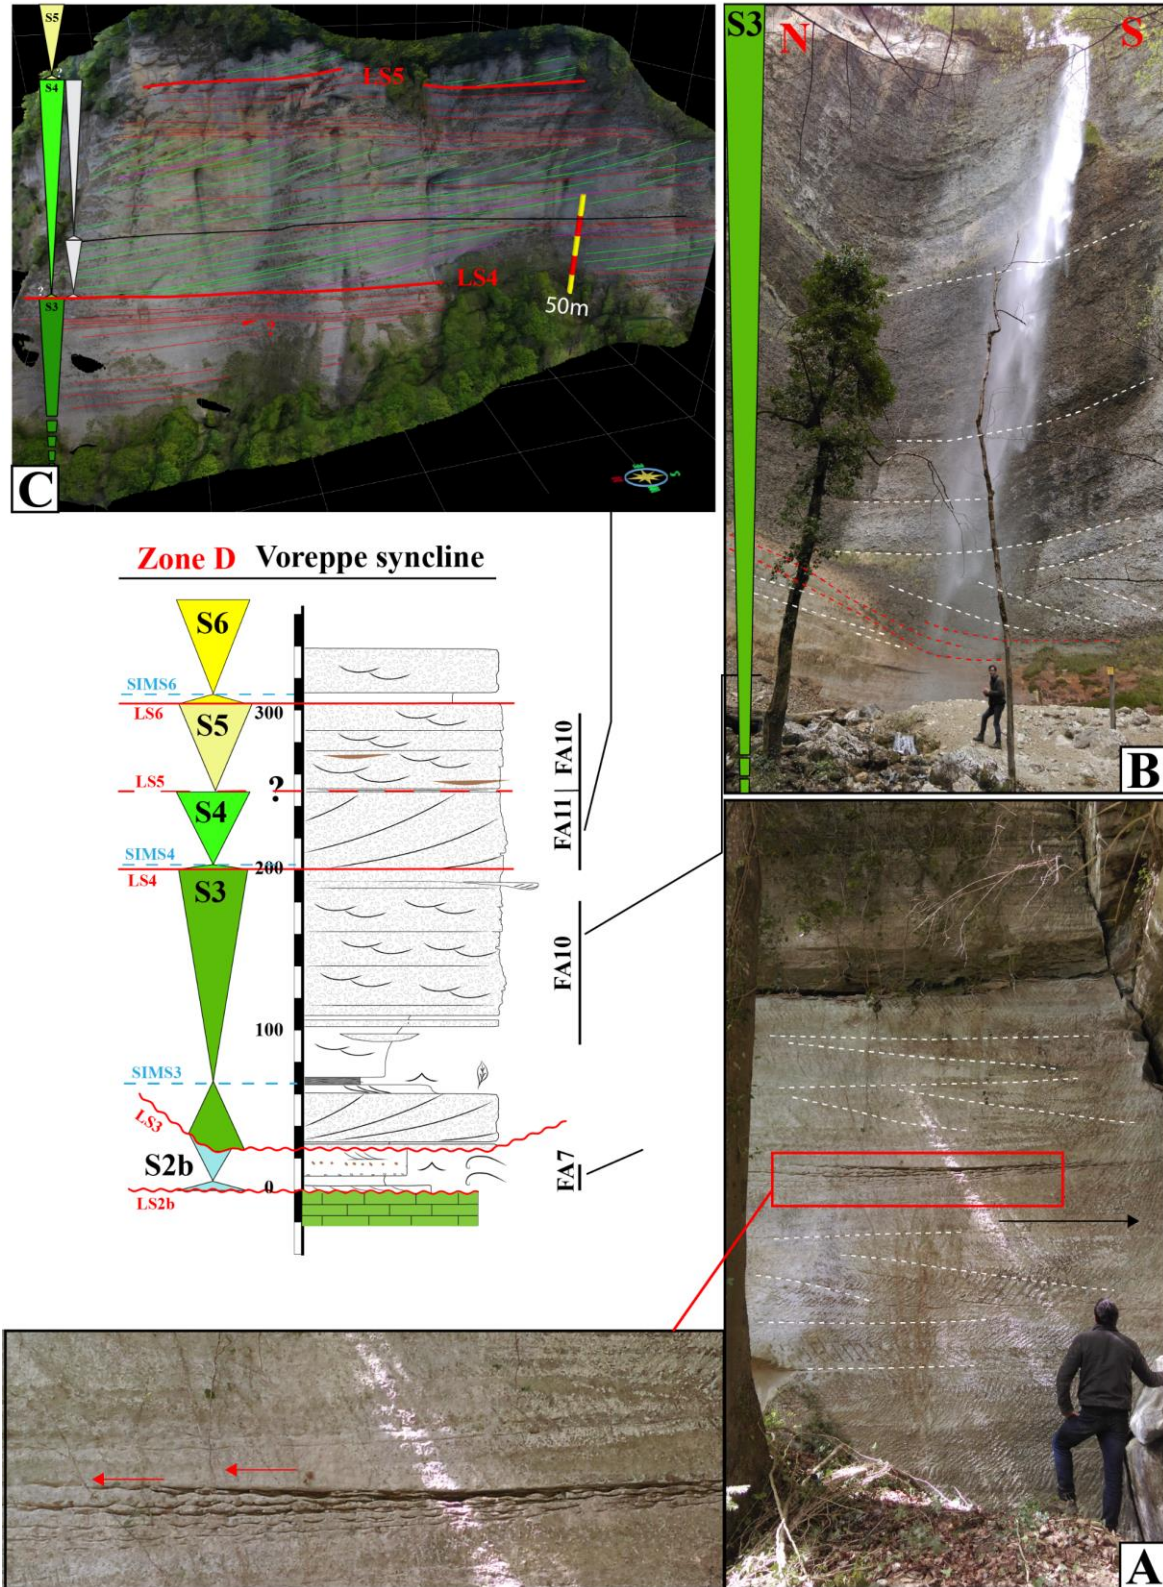 S5
S4
?
LS5
LS4
50m
?
S3
?
C
S3
N
S
B
Zone D Voreppe syncline
S6
SIMS6
LS6
300
S5
FA10
LS5
?
S4
FA11
SIMS4
200
LS4
S3
FA10
100
SIMS3
LS3
S2b
FA7
0
LS2b
A